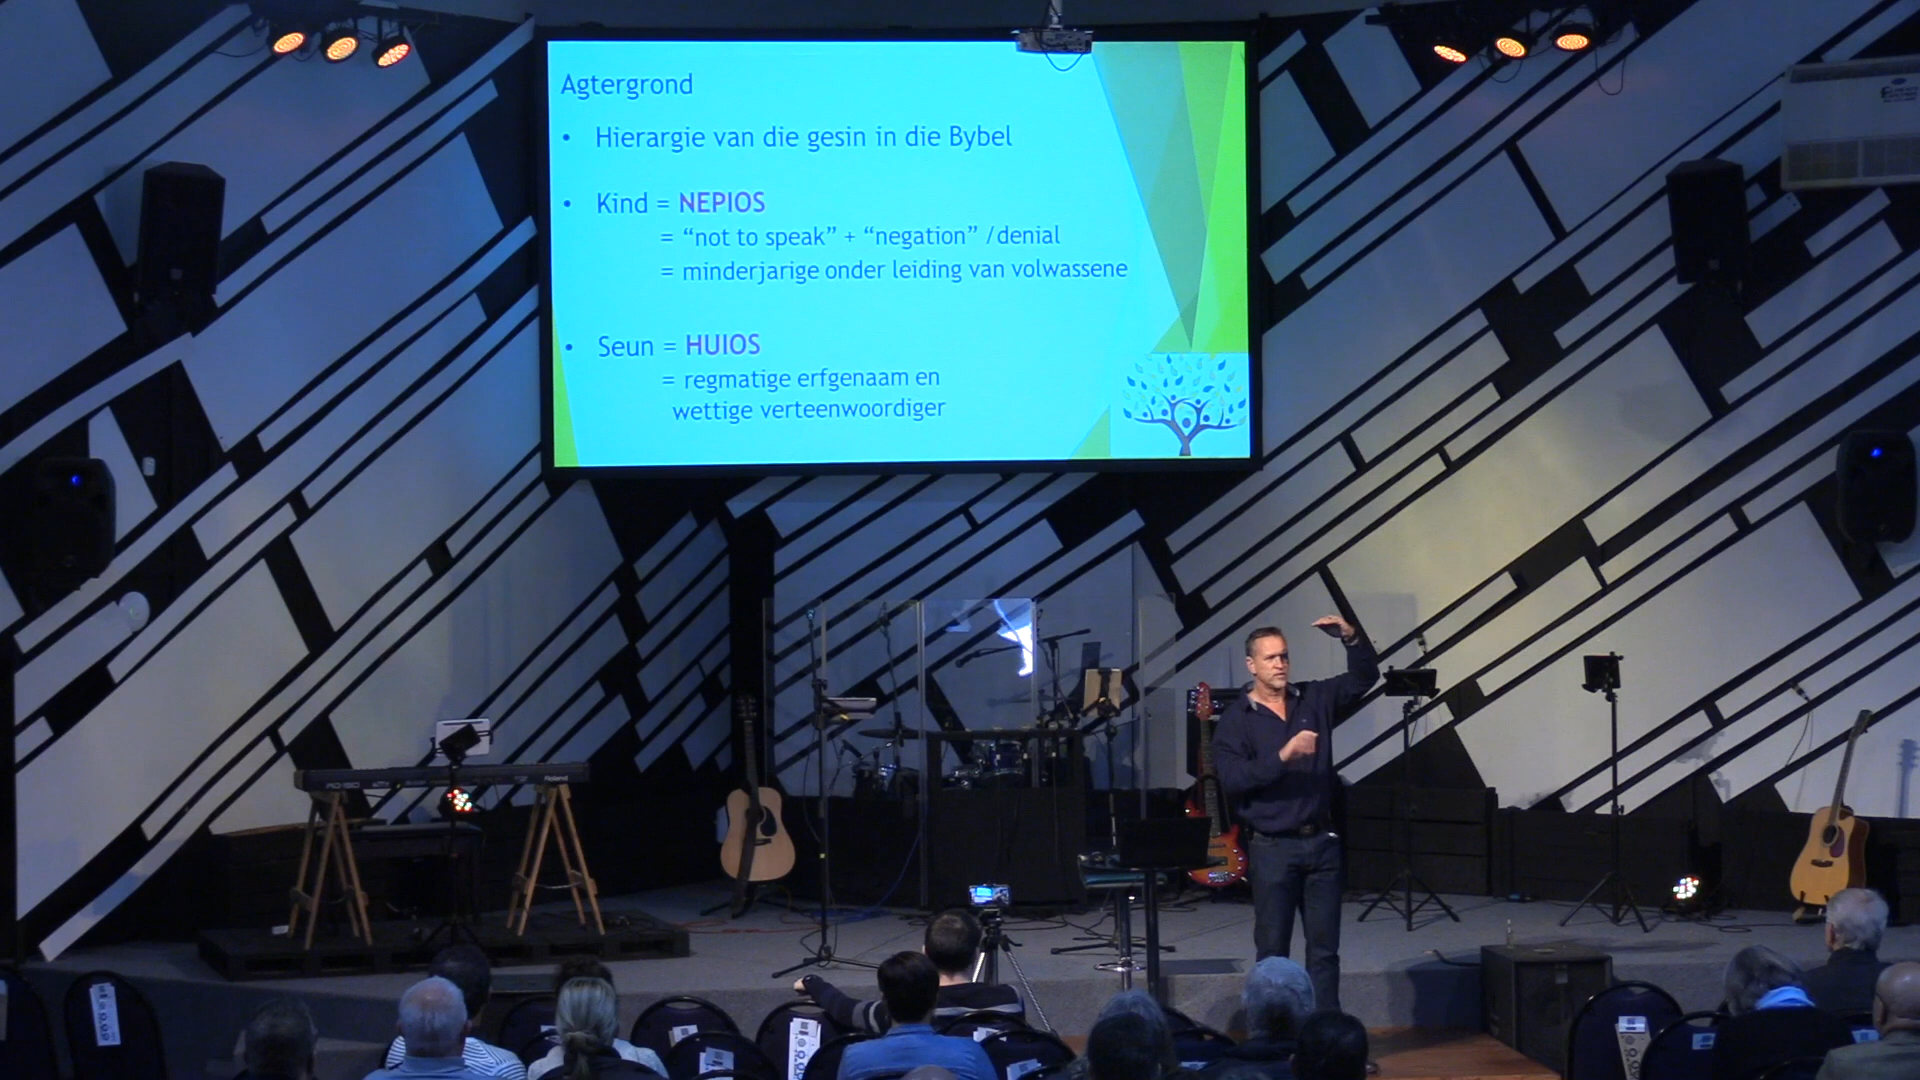 Agtergrond
• Hierargie van die gesin in die Bybel
• Kind = NEPIOS
= “not to speak” + “negation” /denial
= minderjarige onder leiding van volwassene
• Seun = HUIOS
= regmatige erfgenaam en
wettige verteenwoordiger
Roland